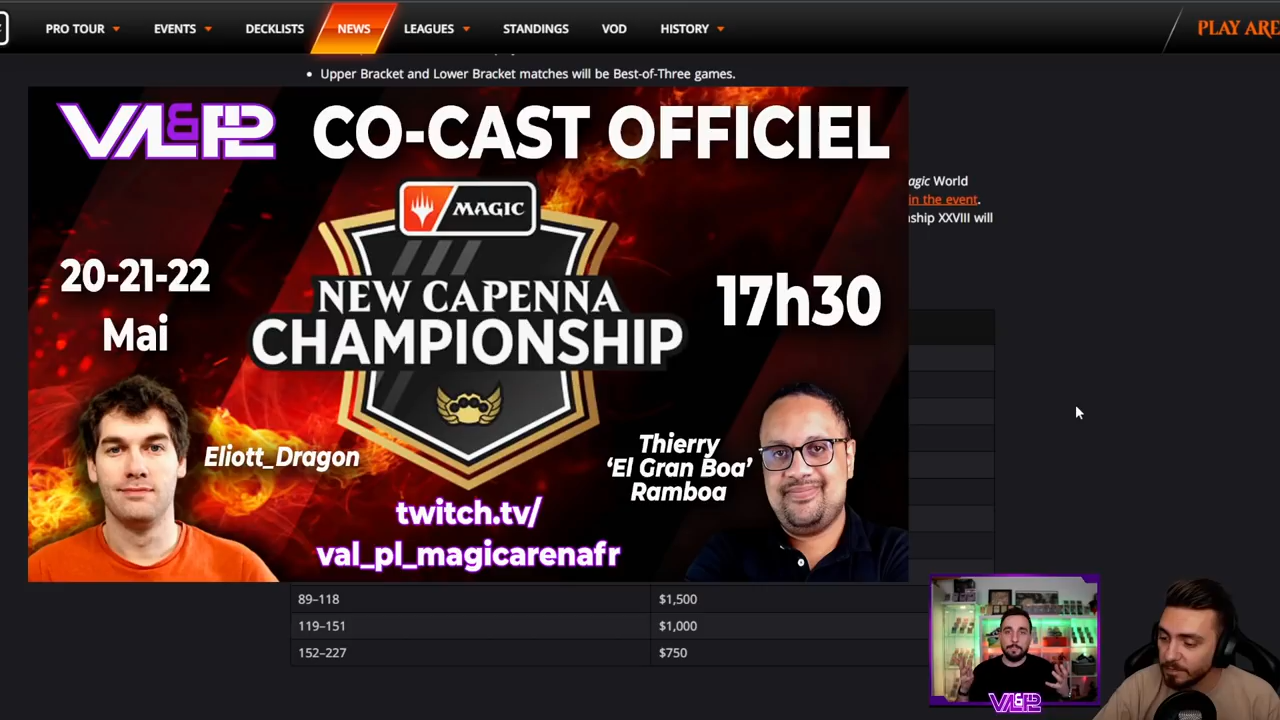 PRO TOUR
EVENTS
DECKLISTS
NEWS
LEAGUES
STANDINGS
VOD
HISTORY
PLAY ARE
Upper Bracket and Lower Bracket matches will be Best-of-Three games.
VAL&PL CO-CAST OFFICIEL
agic World
in the event.
ship XXVIII will
MAGIC
NEW CAPENNA
CHAMPIONSHIP
20-21-22
Mai
17h30
Eliott_Dragon
Thierry
‘El Gran Boa’
Ramboa
twitch.tv/
val_pl_magicarenafr
89–118 $1,500
119–151 $1,000
152–227 $750
VAL&PL